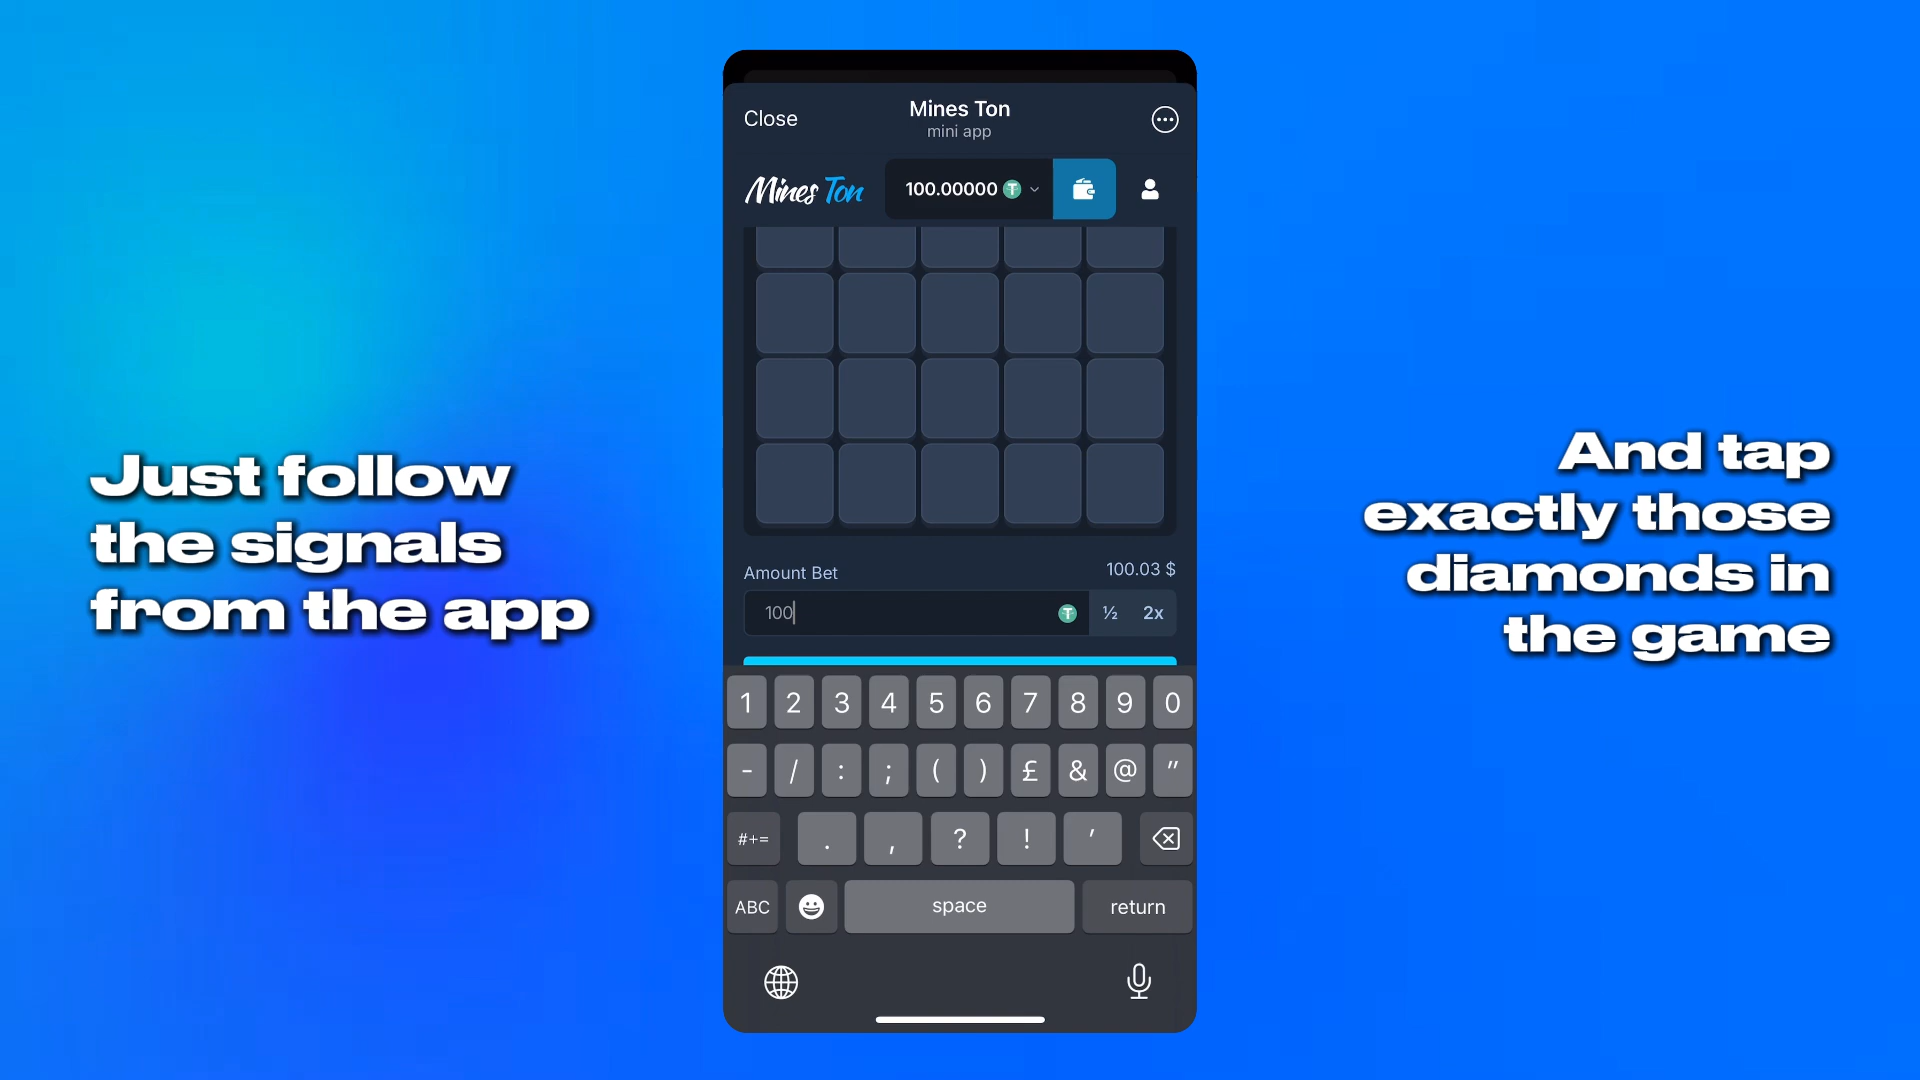 Close
Mines Ton
mini app
Mines Ton
100.00000
Just follow
the signals
from the app
And tap
exactly those
diamonds in
the game
Amount Bet
100.03 $
100
½
2x
1 2 3 4 5 6 7 8 9 0
- / : ; ( ) £ & @ "
#+= . , ? ! '
ABC space return